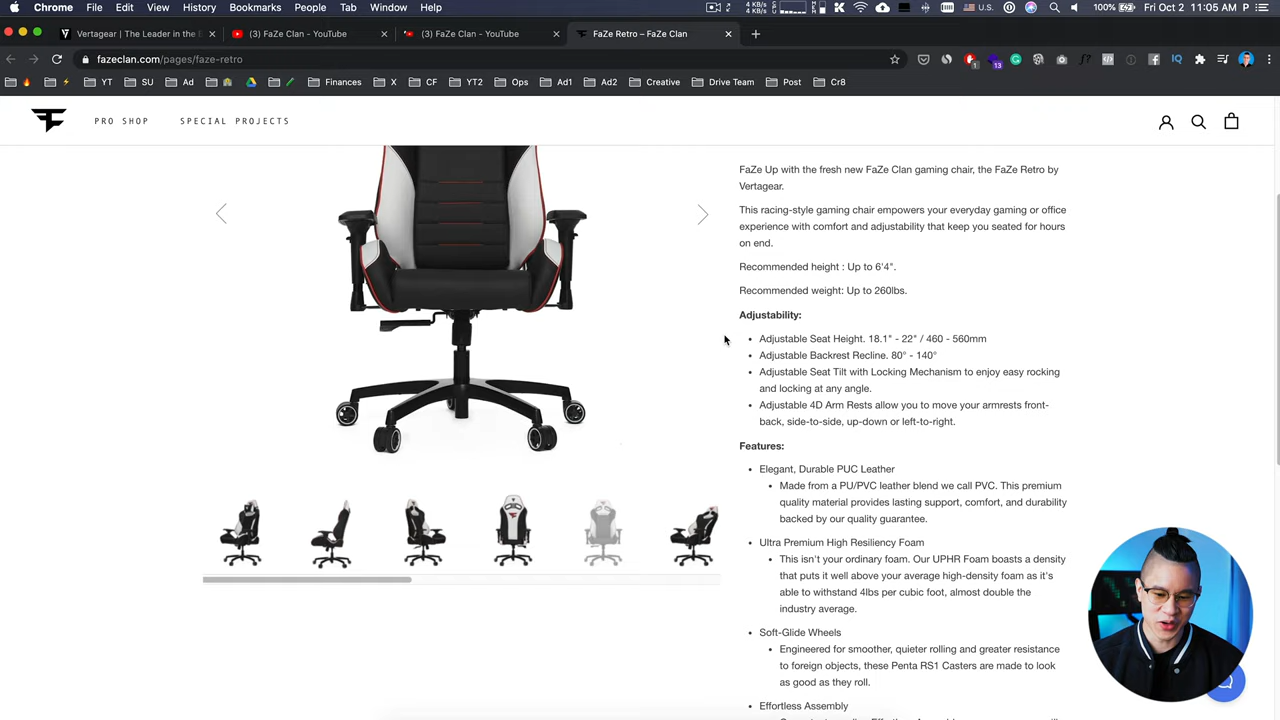 Chrome File Edit View History Bookmarks People Tab Window Help
4 KB/s
U.S. 100% Fri Oct 2 11:05 AM
Vertagear | The Leader in the E (3) FaZe Clan - YouTube (3) FaZe Clan - YouTube FaZe Retro – FaZe Clan
fazeclan.com/pages/faze-retro
YT SU Ad Finances X CF YT2 Ops Ad1 Ad2 Creative Drive Team Post Cr8
PRO SHOP SPECIAL PROJECTS
FaZe Up with the fresh new FaZe Clan gaming chair, the FaZe Retro by
Vertagear.
This racing-style gaming chair empowers your everyday gaming or office
experience with comfort and adjustability that keep you seated for hours
on end.
Recommended height : Up to 6'4".
Recommended weight: Up to 260lbs.
Adjustability:
• Adjustable Seat Height. 18.1" - 22" / 460 - 560mm
• Adjustable Backrest Recline. 80° - 140°
• Adjustable Seat Tilt with Locking Mechanism to enjoy easy rocking
and locking at any angle.
• Adjustable 4D Arm Rests allow you to move your armrests front-
back, side-to-side, up-down or left-to-right.
Features:
• Elegant, Durable PUC Leather
• Made from a PU/PVC leather blend we call PVC. This premium
quality material provides lasting support, comfort, and durability
backed by our quality guarantee.
• Ultra Premium High Resiliency Foam
• This isn't your ordinary foam. Our UPHR Foam boasts a density
that puts it well above your average high-density foam as it's
able to withstand 4lbs per cubic foot, almost double the
industry average.
• Soft-Glide Wheels
• Engineered for smoother, quieter rolling and greater resistance
to foreign objects, these Penta RS1 Casters are made to look
as good as they roll.
• Effortless Assembly